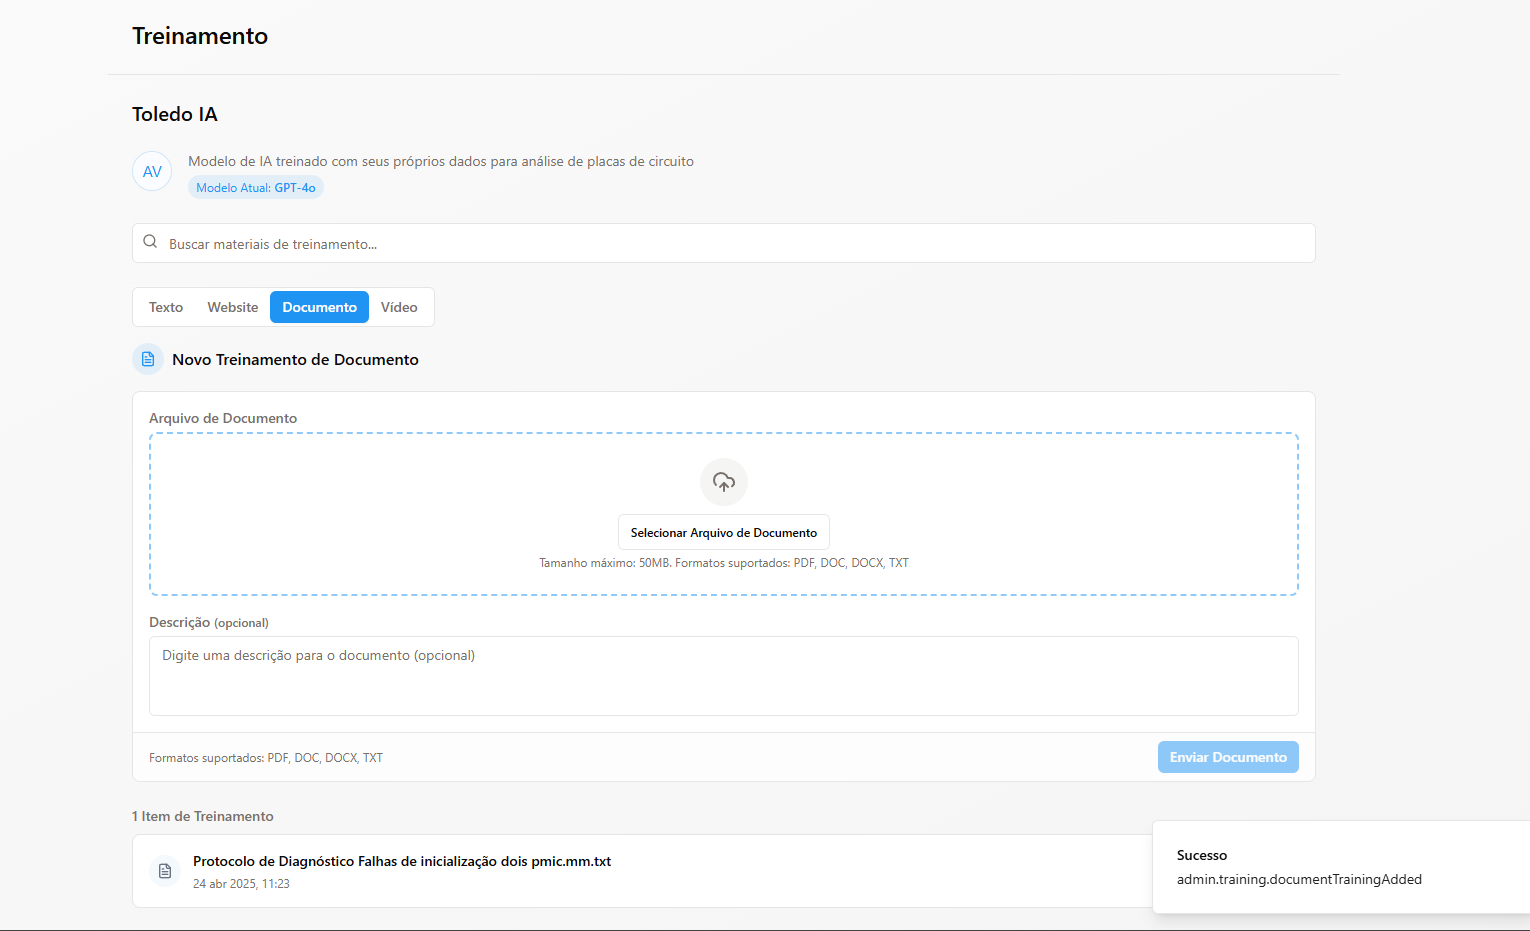 Treinamento
Toledo IA
AV
Modelo de IA treinado com seus próprios dados para análise de placas de circuito
Modelo Atual: GPT-4o
Buscar materiais de treinamento...
Texto Website Documento Vídeo
Novo Treinamento de Documento
Arquivo de Documento
Selecionar Arquivo de Documento
Tamanho máximo: 50MB. Formatos suportados: PDF, DOC, DOCX, TXT
Descrição (opcional)
Digite uma descrição para o documento (opcional)
Formatos suportados: PDF, DOC, DOCX, TXT
Enviar Documento
1 Item de Treinamento
Protocolo de Diagnóstico Falhas de inicialização dois pmic.mm.txt
24 abr 2025, 11:23
Sucesso
admin.training.documentTrainingAdded